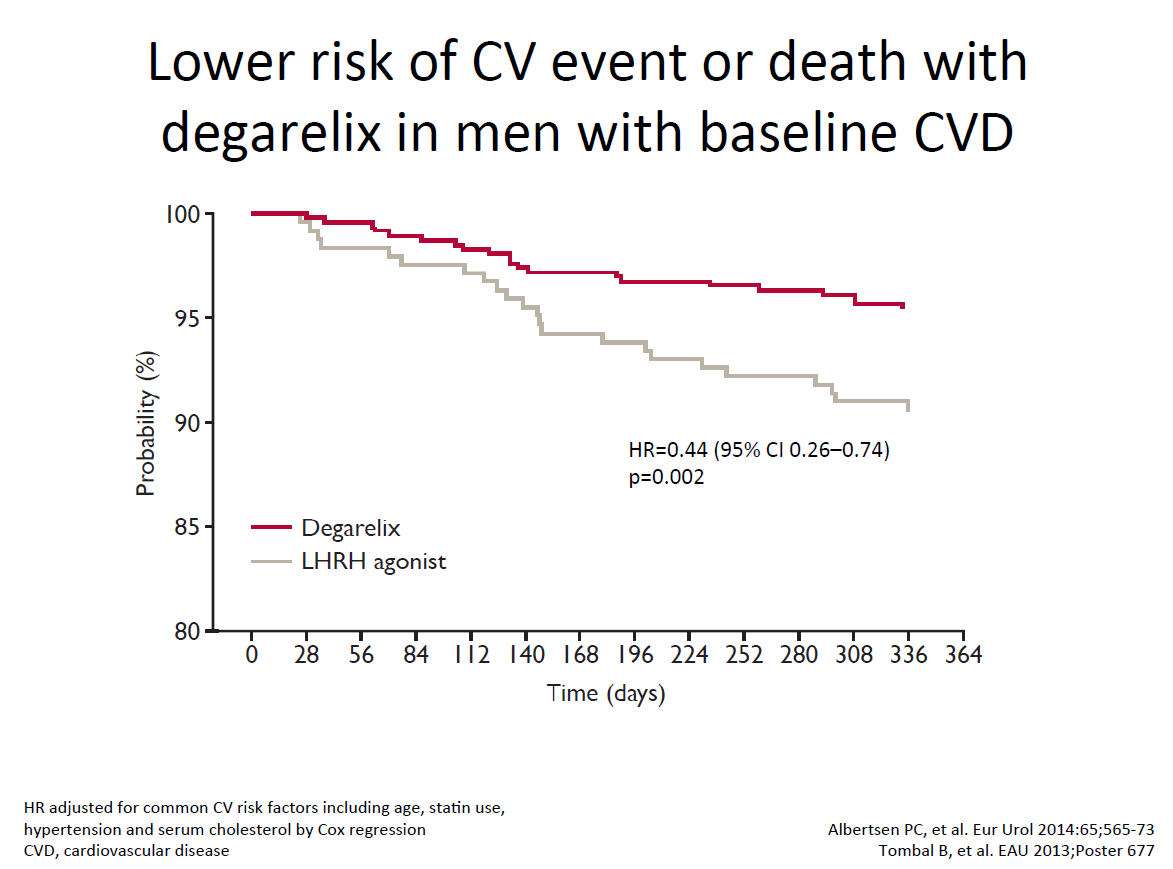 Lower risk of CV event or death with
degarelix in men with baseline CVD
100
95
90
85
80
Probability (%)
HR=0.44 (95% CI 0.26–0.74)
p=0.002
Degarelix
LHRH agonist
0 28 56 84 112 140 168 196 224 252 280 308 336 364
Time (days)
HR adjusted for common CV risk factors including age, statin use,
hypertension and serum cholesterol by Cox regression
CVD, cardiovascular disease
Albertsen PC, et al. Eur Urol 2014:65;565-73
Tombal B, et al. EAU 2013;Poster 677